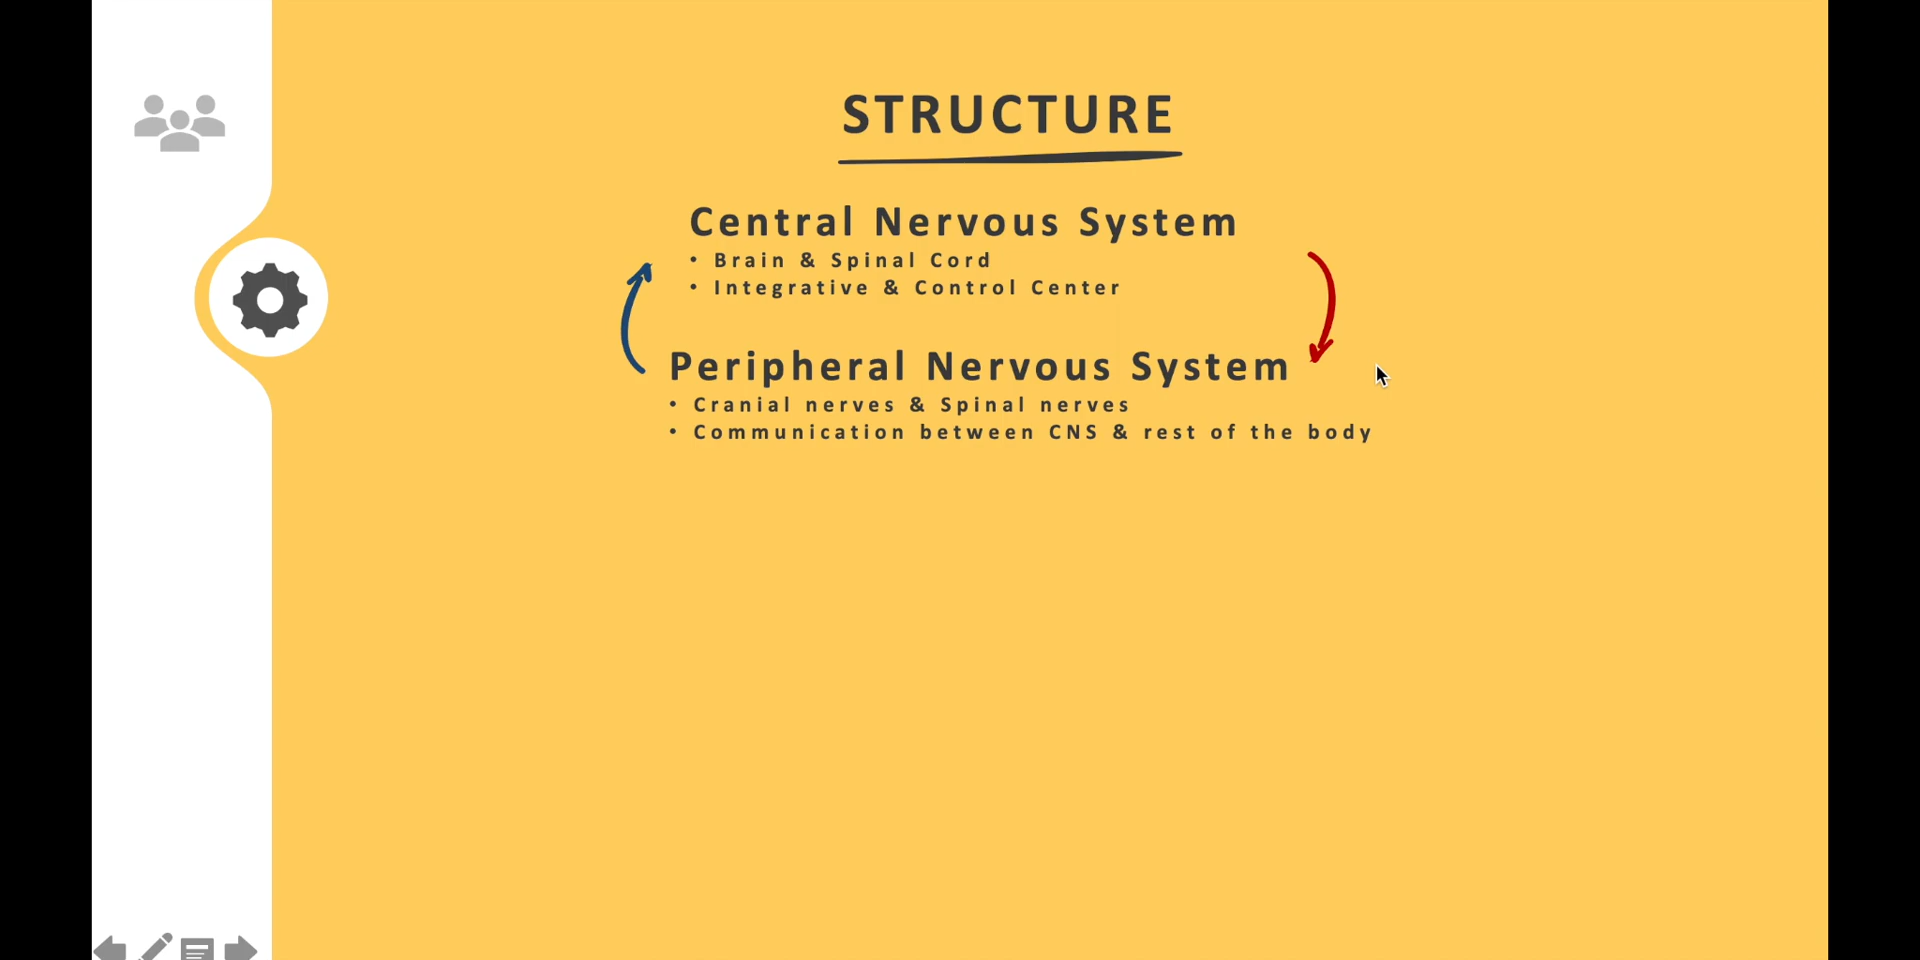 STRUCTURE
Central Nervous System
• Brain & Spinal Cord
• Integrative & Control Center
Peripheral Nervous System
• Cranial nerves & Spinal nerves
• Communication between CNS & rest of the body